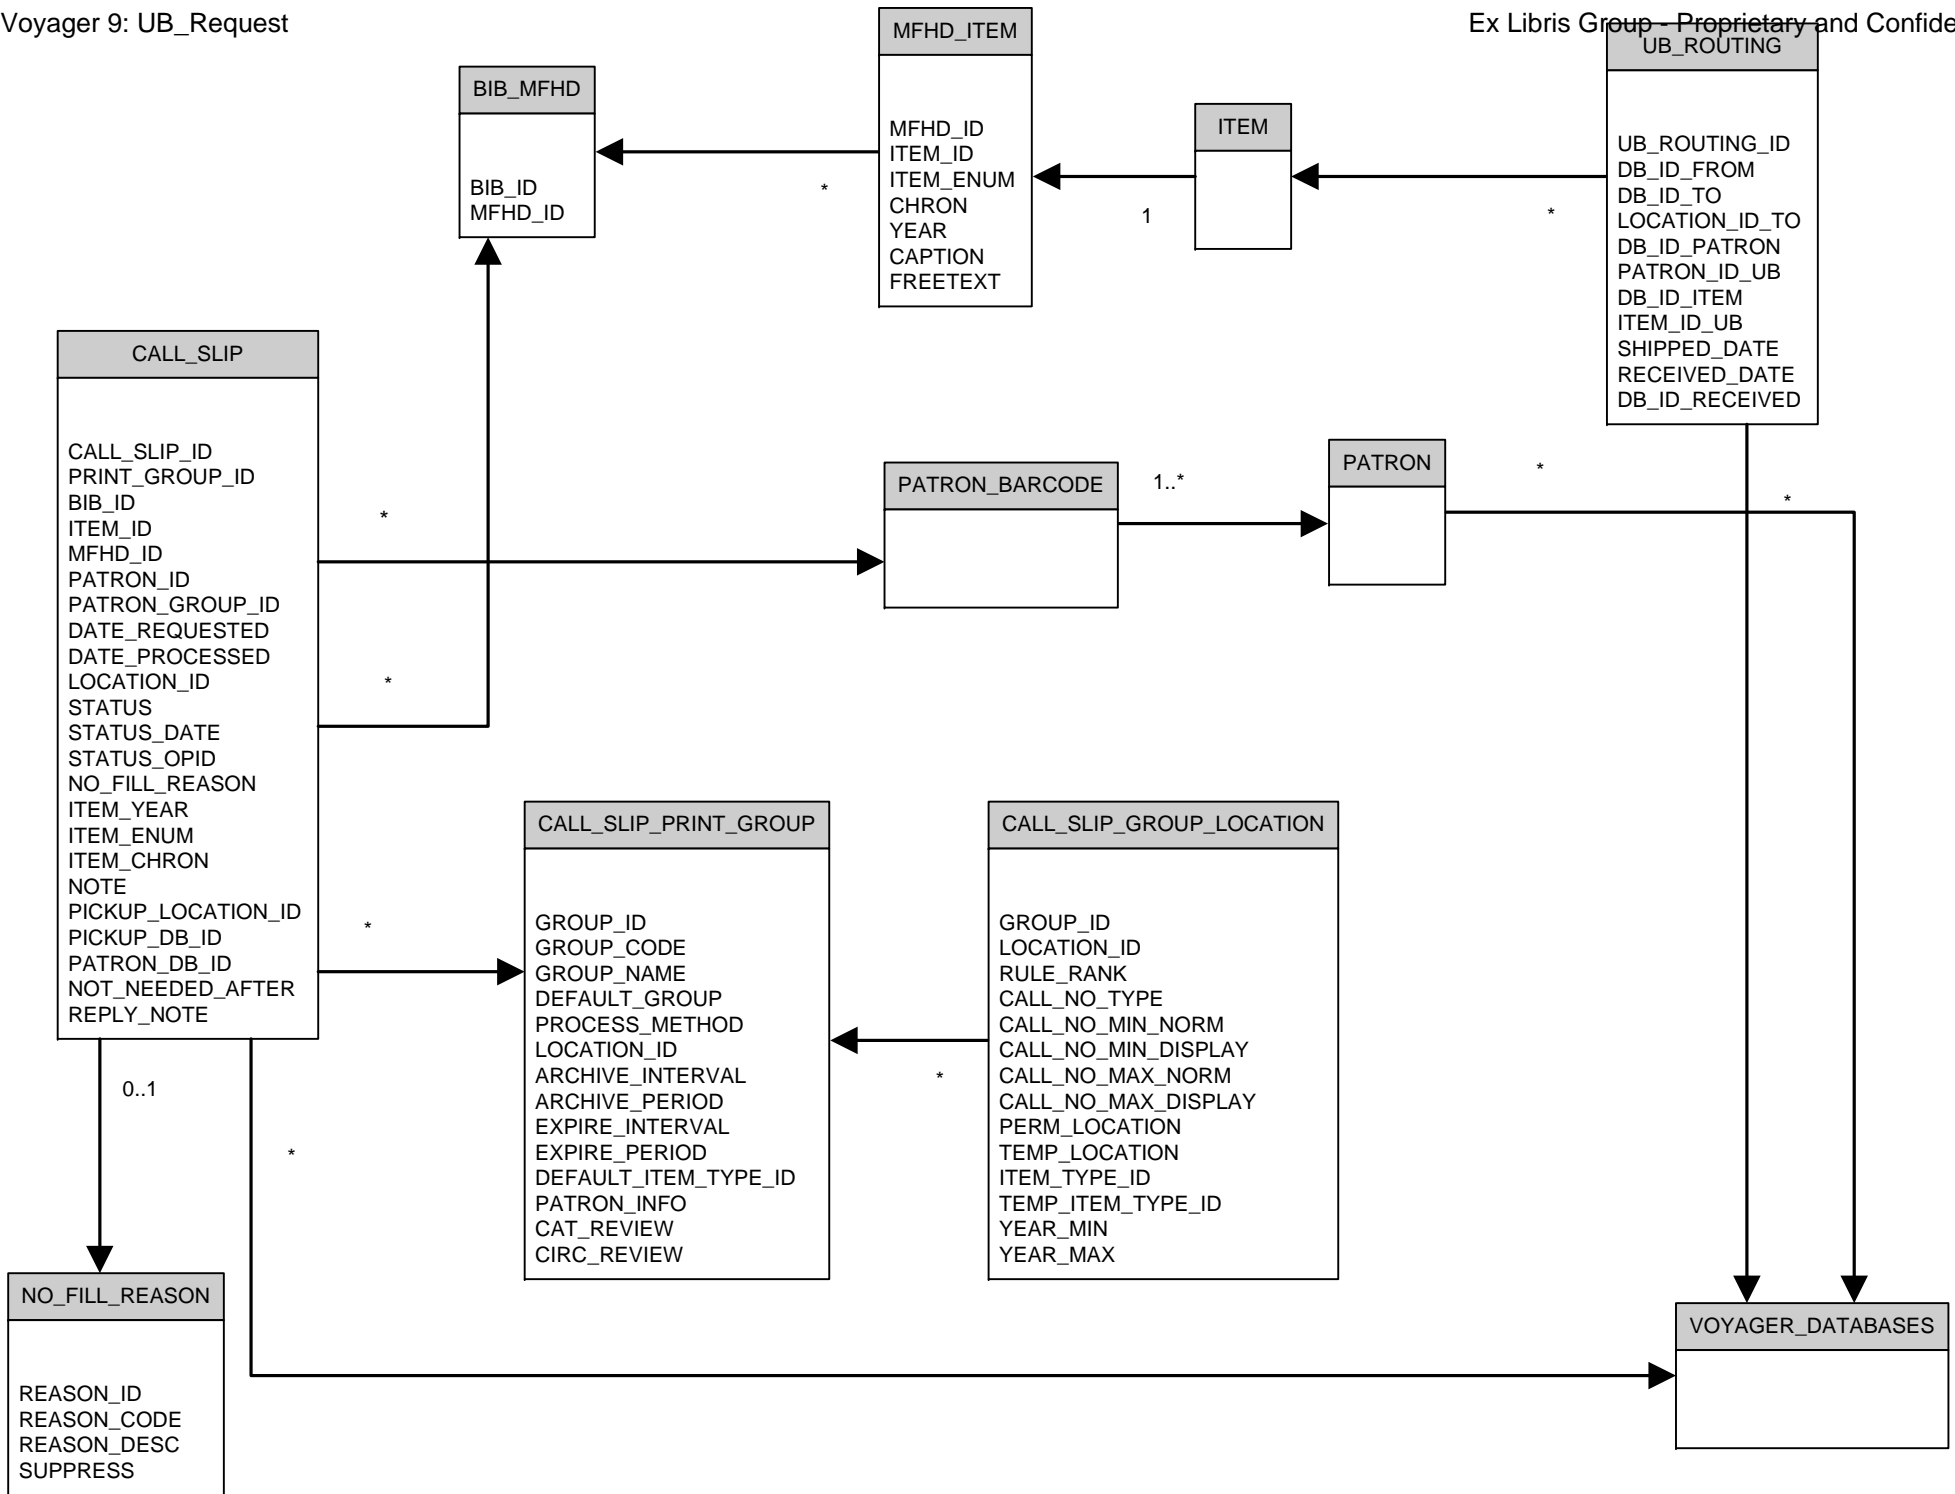 Voyager 9: UB_Request
Ex Libris Group - Proprietary and Confide
MFHD_ITEM
MFHD_ID
ITEM_ID
ITEM_ENUM
CHRON
YEAR
CAPTION
FREETEXT
UB_ROUTING
UB_ROUTING_ID
DB_ID_FROM
DB_ID_TO
LOCATION_ID_TO
DB_ID_PATRON
PATRON_ID_UB
DB_ID_ITEM
ITEM_ID_UB
SHIPPED_DATE
RECEIVED_DATE
DB_ID_RECEIVED
BIB_MFHD
BIB_ID
MFHD_ID
ITEM
*
1
*
CALL_SLIP
CALL_SLIP_ID
PRINT_GROUP_ID
BIB_ID
ITEM_ID
MFHD_ID
PATRON_ID
PATRON_GROUP_ID
DATE_REQUESTED
DATE_PROCESSED
LOCATION_ID
STATUS
STATUS_DATE
STATUS_OPID
NO_FILL_REASON
ITEM_YEAR
ITEM_ENUM
ITEM_CHRON
NOTE
PICKUP_LOCATION_ID
PICKUP_DB_ID
PATRON_DB_ID
NOT_NEEDED_AFTER
REPLY_NOTE
*
*
*
PATRON_BARCODE
1..*
PATRON
*
*
CALL_SLIP_PRINT_GROUP
GROUP_ID
GROUP_CODE
GROUP_NAME
DEFAULT_GROUP
PROCESS_METHOD
LOCATION_ID
ARCHIVE_INTERVAL
ARCHIVE_PERIOD
EXPIRE_INTERVAL
EXPIRE_PERIOD
DEFAULT_ITEM_TYPE_ID
PATRON_INFO
CAT_REVIEW
CIRC_REVIEW
*
CALL_SLIP_GROUP_LOCATION
GROUP_ID
LOCATION_ID
RULE_RANK
CALL_NO_TYPE
CALL_NO_MIN_NORM
CALL_NO_MIN_DISPLAY
CALL_NO_MAX_NORM
CALL_NO_MAX_DISPLAY
PERM_LOCATION
TEMP_LOCATION
ITEM_TYPE_ID
TEMP_ITEM_TYPE_ID
YEAR_MIN
YEAR_MAX
0..1
*
NO_FILL_REASON
REASON_ID
REASON_CODE
REASON_DESC
SUPPRESS
VOYAGER_DATABASES